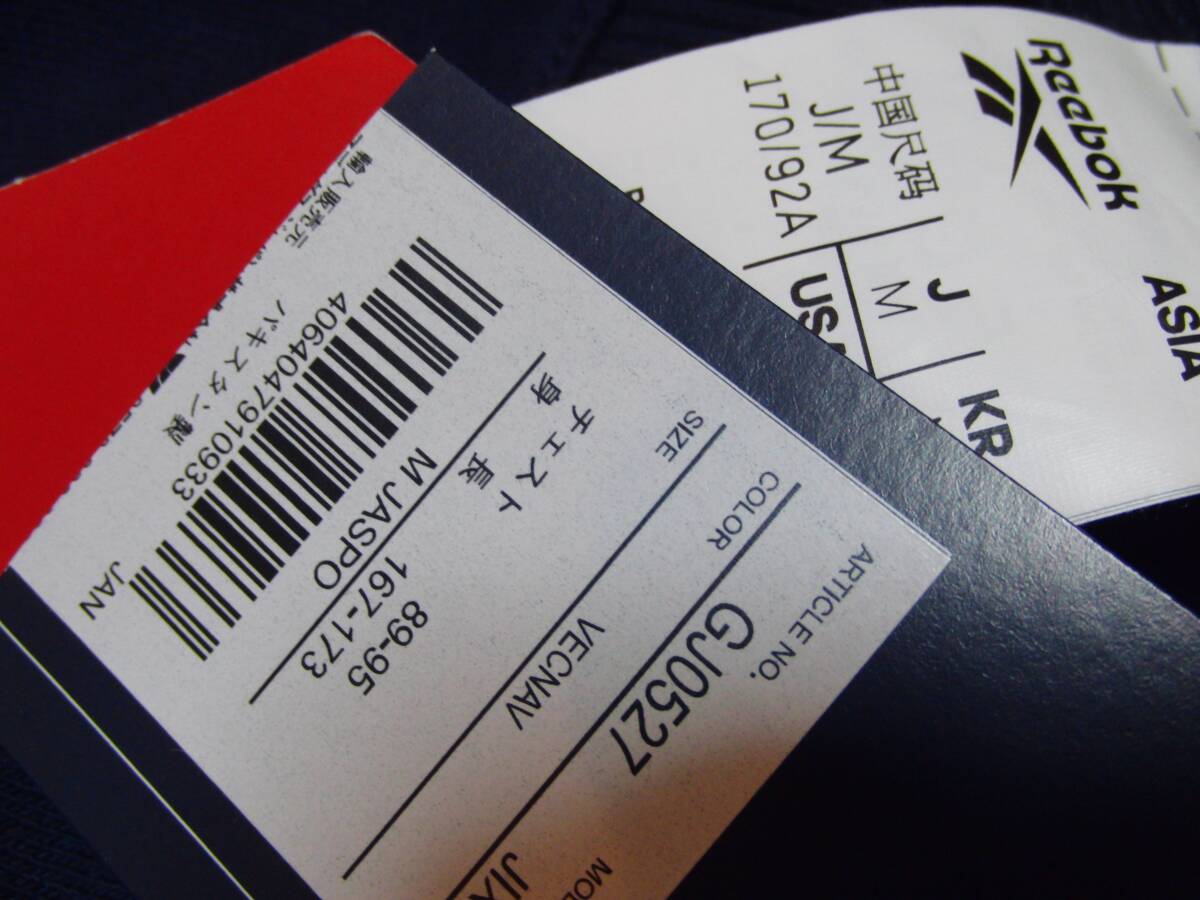 Reebok
ASIA
中国尺码
J/M
170/92A
J
M
KR
ARTICLE NO.
GJ0527
COLOR
VECNAV
SIZE
チェスト 89-95
身長 167-173
M JASPO
JAN
4064047910933
パキスタン製
輸入販売元